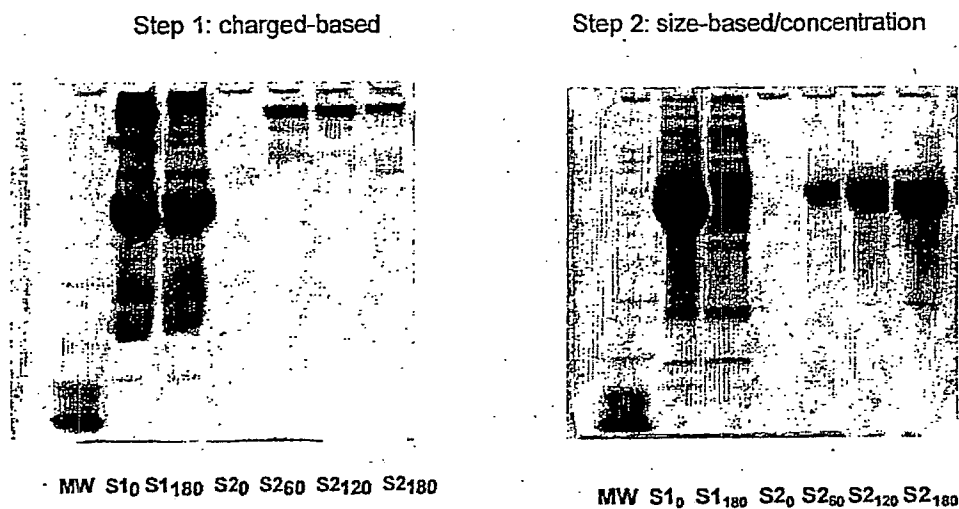 Step 1: charged-based
Step 2: size-based/concentration
MW S1₀ S1₁₈₀ S2₀ S2₆₀ S2₁₂₀ S2₁₈₀
MW S1₀ S1₁₈₀ S2₀ S2₆₀ S2₁₂₀ S2₁₈₀